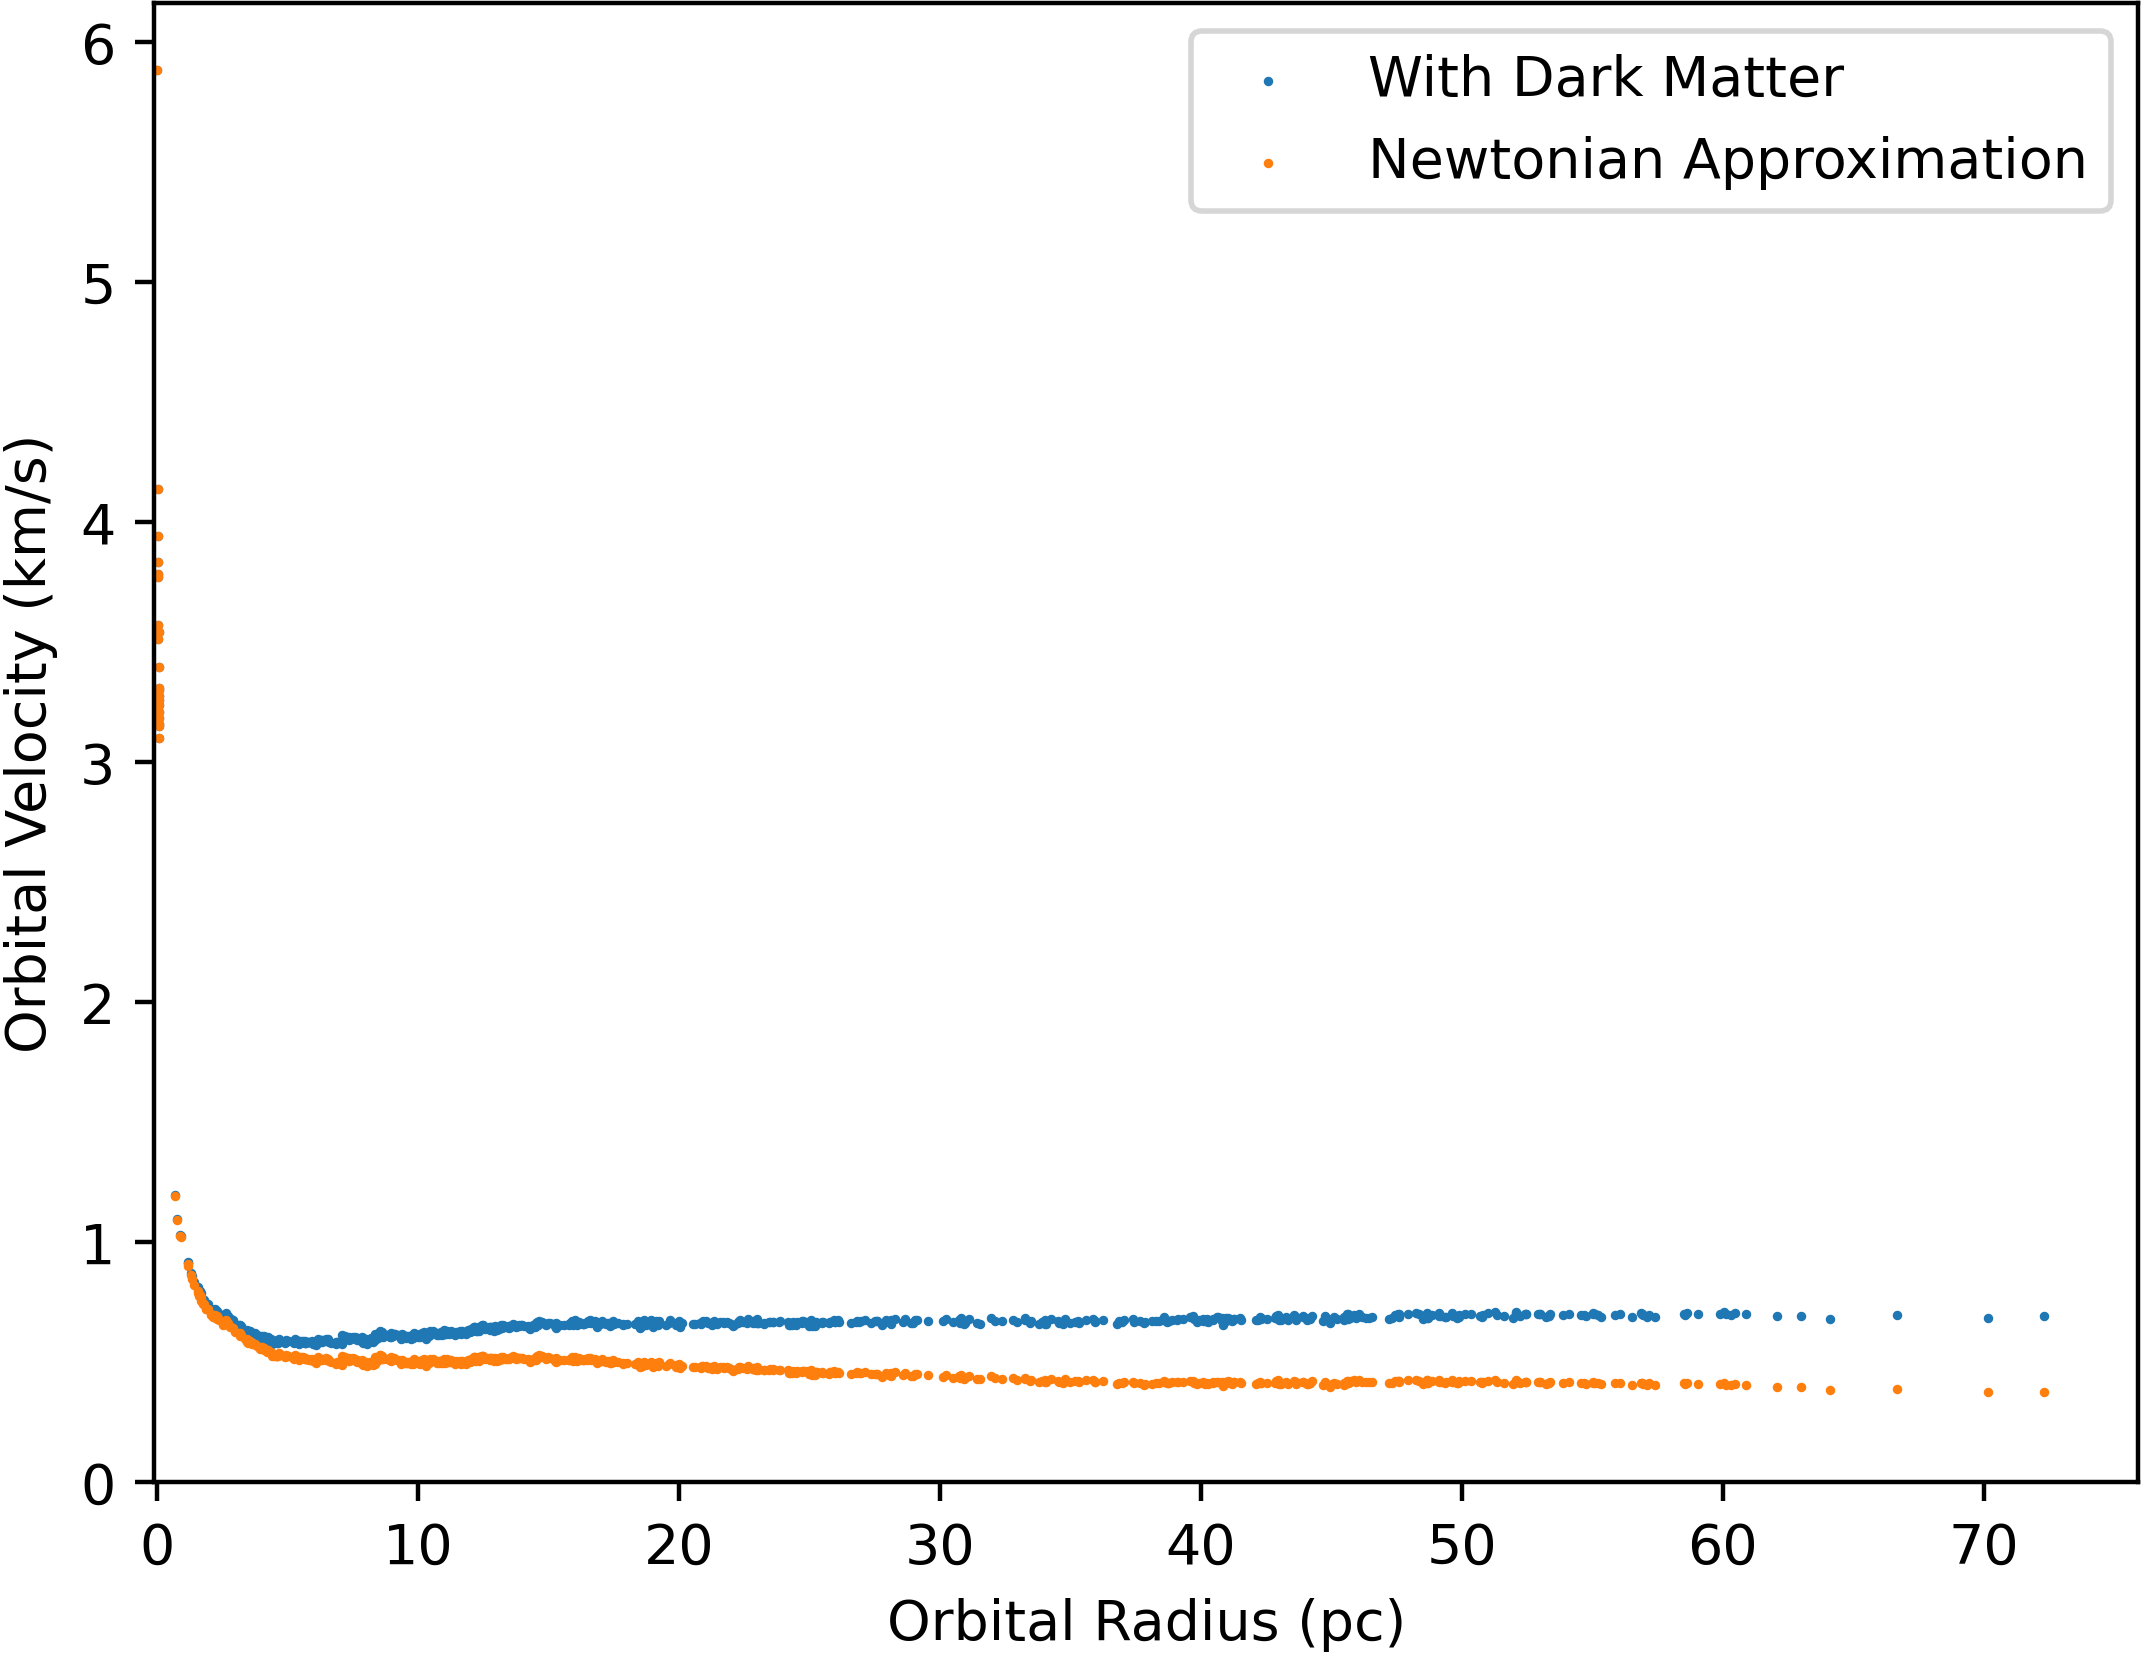 With Dark Matter
Newtonian Approximation
Orbital Velocity (km/s)
6
5
4
3
2
1
0
0 10 20 30 40 50 60 70
Orbital Radius (pc)